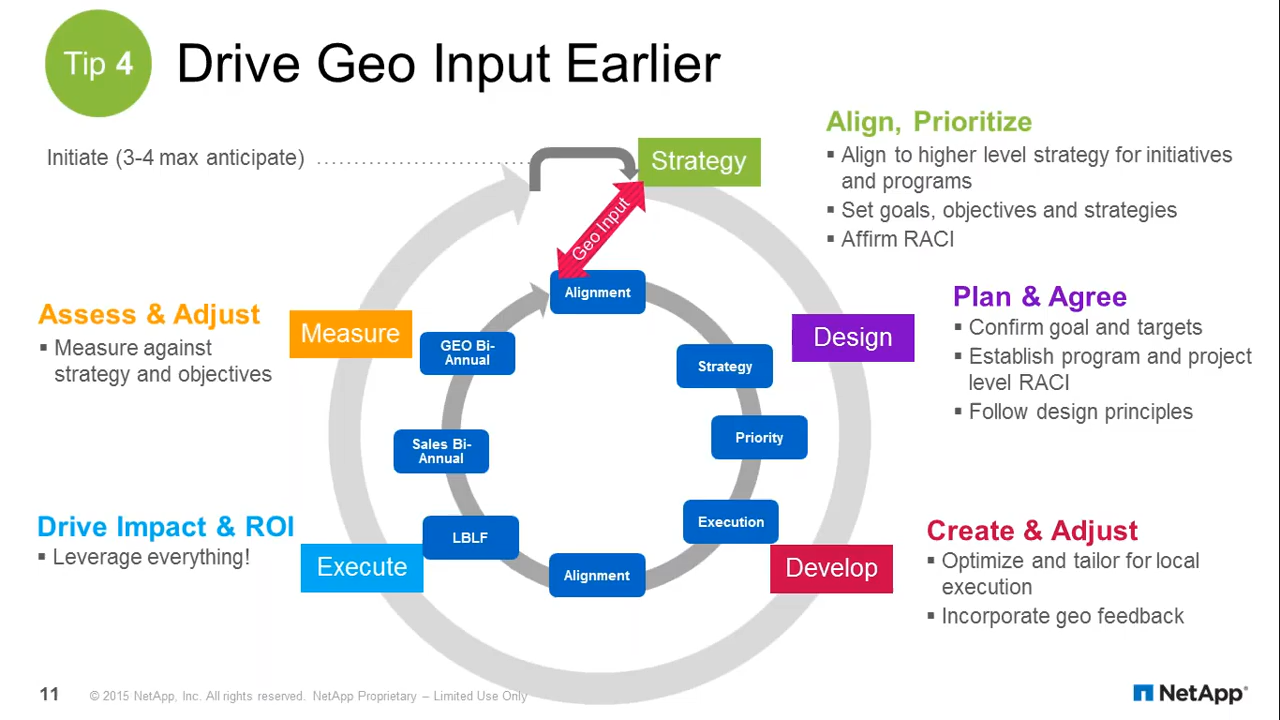 Tip 4
Drive Geo Input Earlier
Initiate (3-4 max anticipate) ................................
Strategy
Geo Input
Align, Prioritize
▪ Align to higher level strategy for initiatives
and programs
▪ Set goals, objectives and strategies
▪ Affirm RACI
Alignment
Assess & Adjust
▪ Measure against
strategy and objectives
Measure
GEO Bi-
Annual
Strategy
Design
Plan & Agree
▪ Confirm goal and targets
▪ Establish program and project
level RACI
▪ Follow design principles
Sales Bi-
Annual
Priority
Drive Impact & ROI
▪ Leverage everything!
Execute
LBLF
Alignment
Execution
Develop
Create & Adjust
▪ Optimize and tailor for local
execution
▪ Incorporate geo feedback
11
© 2015 NetApp, Inc. All rights reserved. NetApp Proprietary – Limited Use Only
NetApp®